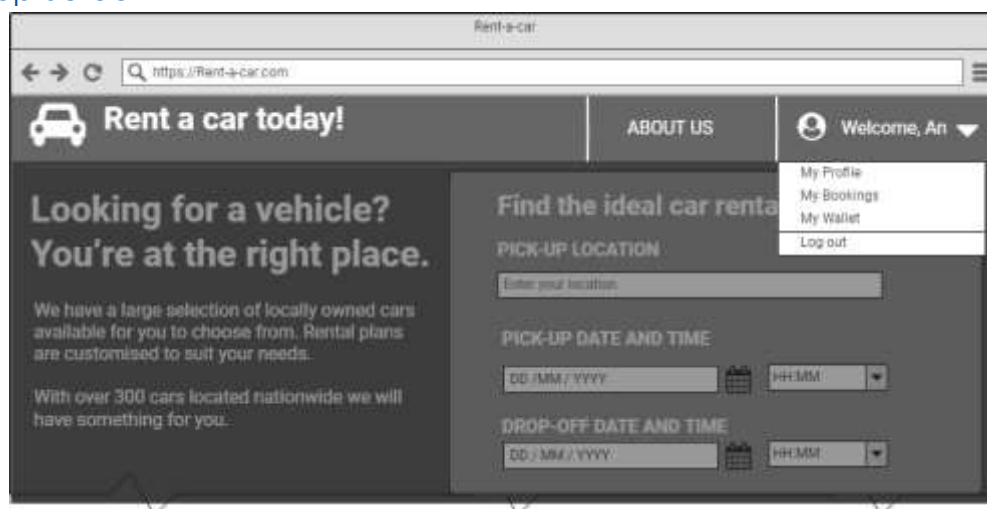 Rent-a-car
https://Rent-a-car.com
Rent a car today!
ABOUT US
Welcome, An
My Profile
My Bookings
My Wallet
Log out
Looking for a vehicle?
You're at the right place.
We have a large selection of locally owned cars
available for you to choose from. Rental plans
are customised to suit your needs.
With over 300 cars located nationwide we will
have something for you.
Find the ideal car renta
PICK-UP LOCATION
Enter your location
PICK-UP DATE AND TIME
DD /MM / YYYY
HH:MM
DROP-OFF DATE AND TIME
DD / MM / YYYY
HH:MM